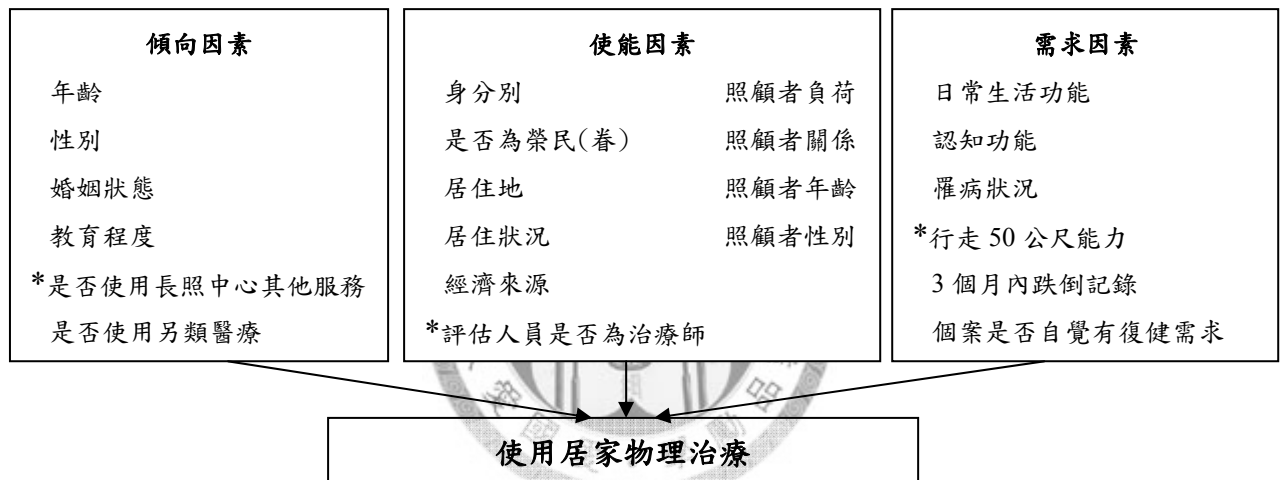 傾向因素
年齡
性別
婚姻狀態
教育程度
*是否使用長照中心其他服務
是否使用另類醫療
使能因素
身分別 照顧者負荷
是否為榮民(眷) 照顧者關係
居住地 照顧者年齡
居住狀況 照顧者性別
經濟來源
*評估人員是否為治療師
需求因素
日常生活功能
認知功能
罹病狀況
*行走 50 公尺能力
3 個月內跌倒記錄
個案是否自覺有復健需求
使用居家物理治療